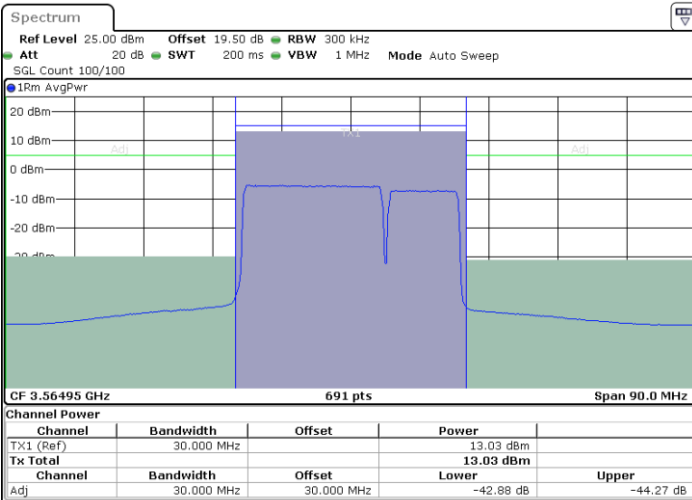 Spectrum
Ref Level 25.00 dBm Offset 19.50 dB RBW 300 kHz
Att 20 dB SWT 200 ms VBW 1 MHz Mode Auto Sweep
SGL Count 100/100
1Rm AvgPwr
20 dBm
TX1
10 dBm
Adj Adj
0 dBm
-10 dBm
-20 dBm
CF 3.56495 GHz 691 pts Span 90.0 MHz
Channel Power
Channel Bandwidth Offset Power
TX1 (Ref) 30.000 MHz 13.03 dBm
Tx Total 13.03 dBm
Channel Bandwidth Offset Lower Upper
Adj 30.000 MHz 30.000 MHz -42.88 dB -44.27 dB